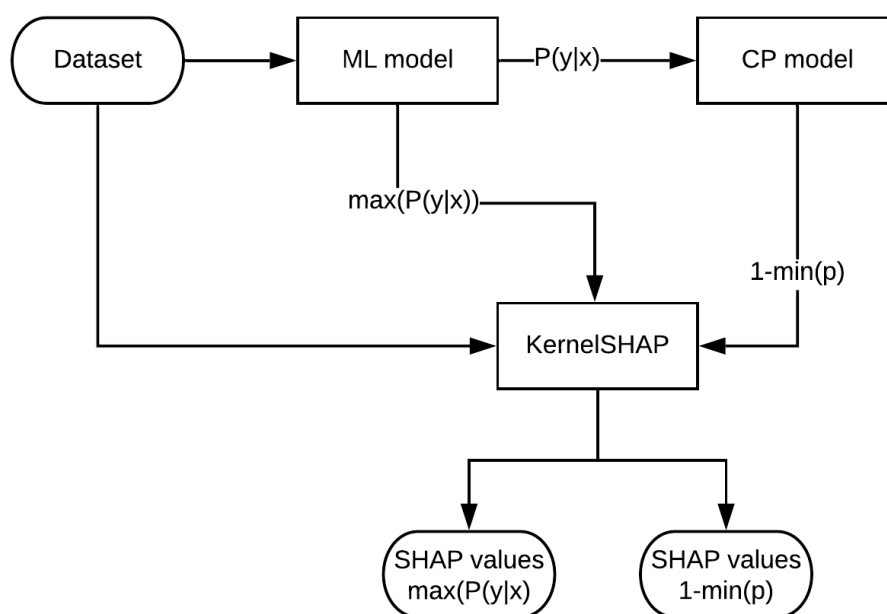 Dataset
ML model
P(y|x)
CP model
max(P(y|x))
1-min(p)
KernelSHAP
SHAP values
max(P(y|x)
SHAP values
1-min(p)